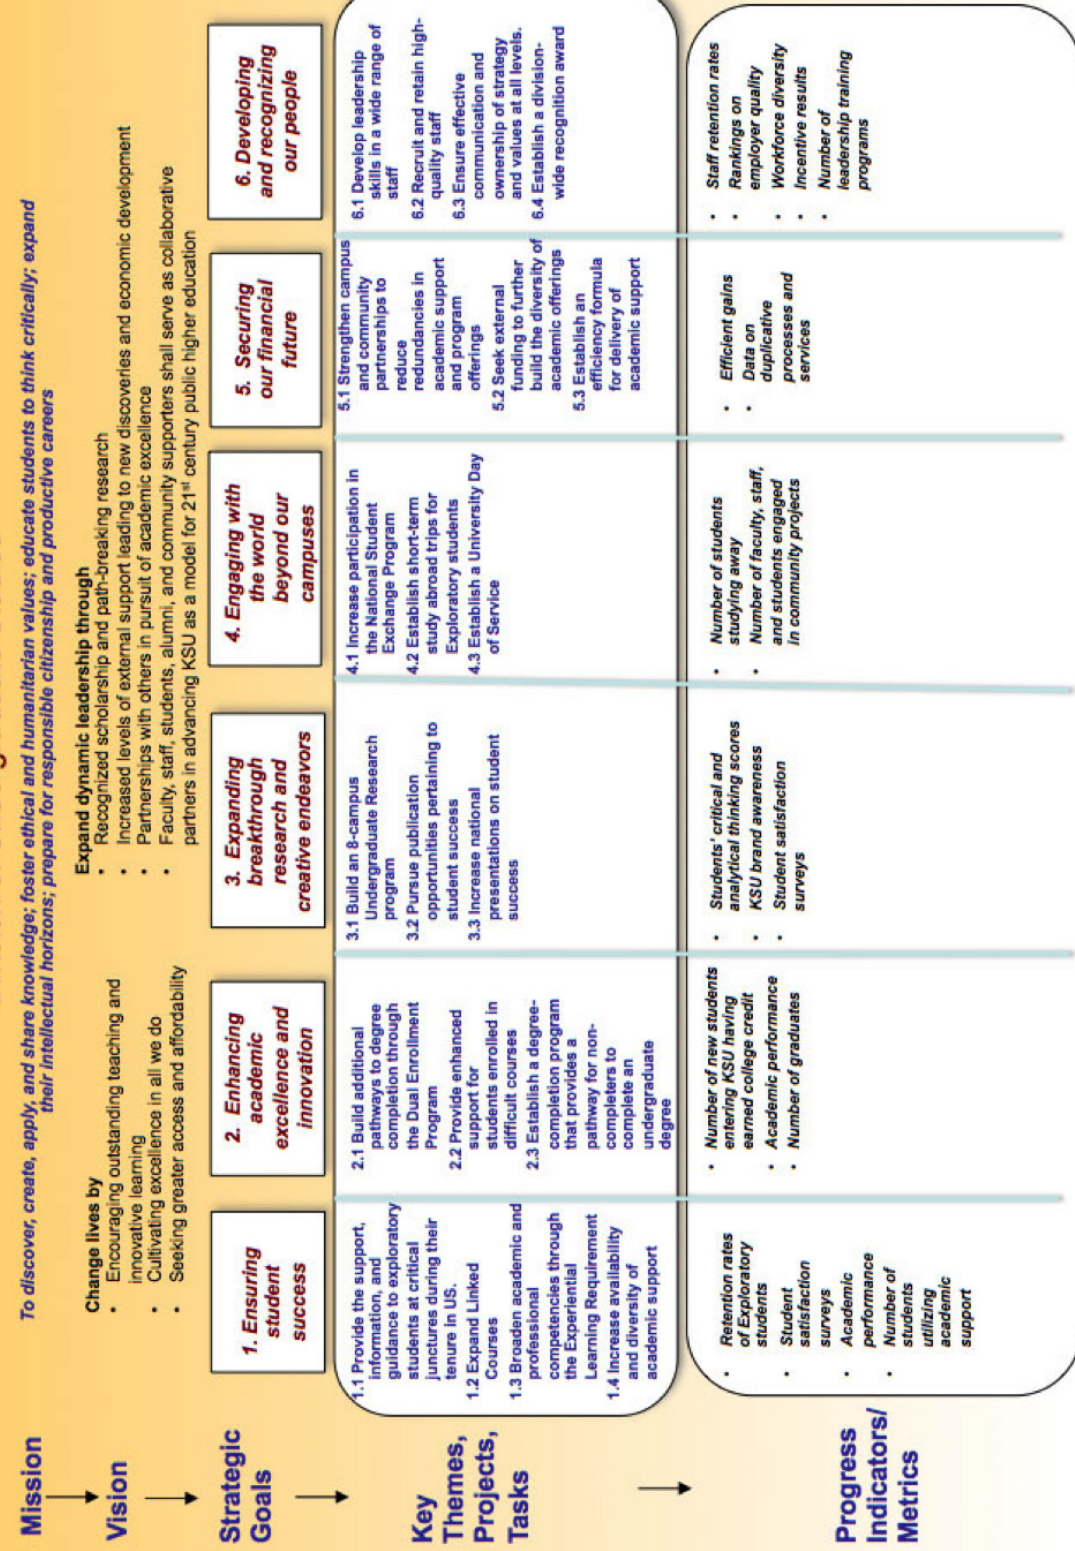 To discover, create, apply, and share knowledge; foster ethical and humanitarian values; educate students to think critically; expand
their intellectual horizons; prepare for responsible citizenship and productive careers
Mission
Vision
Strategic
Goals
Key
Themes,
Projects,
Tasks
Progress
Indicators/
Metrics
Change lives by
• Encouraging outstanding teaching and
innovative learning
• Cultivating excellence in all we do
• Seeking greater access and affordability
Expand dynamic leadership through
• Recognized scholarship and path-breaking research
• Increased levels of external support leading to new discoveries and economic development
• Partnerships with others in pursuit of academic excellence
• Faculty, staff, students, alumni, and community supporters shall serve as collaborative
partners in advancing KSU as a model for 21st century public higher education
1. Ensuring
student
success
2. Enhancing
academic
excellence and
innovation
3. Expanding
breakthrough
research and
creative endeavors
4. Engaging with
the world
beyond our
campuses
5. Securing
our financial
future
6. Developing
and recognizing
our people
1.1 Provide the support,
information, and
guidance to exploratory
students at critical
junctures during their
tenure in US.
1.2 Expand Linked
Courses
1.3 Broaden academic and
professional
competencies through
the Experiential
Learning Requirement
1.4 Increase availability
and diversity of
academic support
2.1 Build additional
pathways to degree
completion through
the Dual Enrollment
Program
2.2 Provide enhanced
support for
students enrolled in
difficult courses
2.3 Establish a degree-
completion program
that provides a
pathway for non-
completers to
complete an
undergraduate
degree
3.1 Build an 8-campus
Undergraduate Research
program
3.2 Pursue publication
opportunities pertaining to
student success
3.3 Increase national
presentations on student
success
4.1 Increase participation in
the National Student
Exchange Program
4.2 Establish short-term
study abroad trips for
Exploratory students
4.3 Establish a University Day
of Service
5.1 Strengthen campus
and community
partnerships to
reduce
redundancies in
academic support
and program
offerings
5.2 Seek external
funding to further
build the diversity of
academic offerings
5.3 Establish an
efficiency formula
for delivery of
academic support
6.1 Develop leadership
skills in a wide range of
staff
6.2 Recruit and retain high-
quality staff
6.3 Ensure effective
communication and
ownership of strategy
and values at all levels.
6.4 Establish a division-
wide recognition award
• Retention rates
of Exploratory
students
• Student
satisfaction
surveys
• Academic
performance
• Number of
students
utilizing
academic
support
• Number of new students
entering KSU having
earned college credit
• Academic performance
• Number of graduates
• Students' critical and
analytical thinking scores
• KSU brand awareness
• Student satisfaction
surveys
• Number of students
studying away
• Number of faculty, staff,
and students engaged
in community projects
• Efficient gains
• Data on
duplicative
processes and
services
• Staff retention rates
• Rankings on
employer quality
• Workforce diversity
• Incentive results
• Number of
leadership training
programs